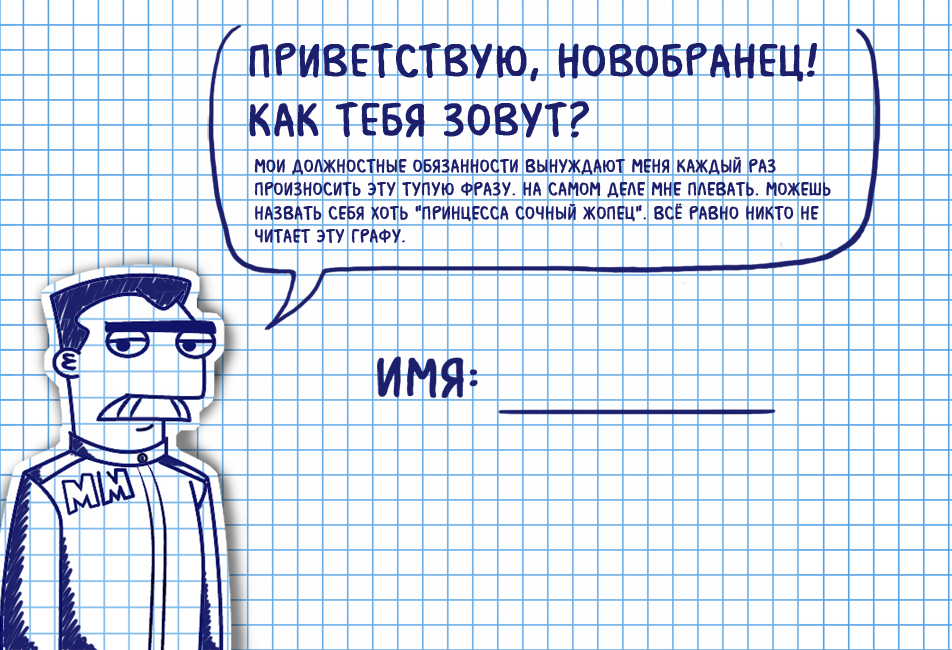 ПРИВЕТСТВУЮ, НОВОБРАНЕЦ!
КАК ТЕБЯ ЗОВУТ?
МОИ ДОЛЖНОСТНЫЕ ОБЯЗАННОСТИ ВЫНУЖДАЮТ МЕНЯ КАЖДЫЙ РАЗ
ПРОИЗНОСИТЬ ЭТУ ТУПУЮ ФРАЗУ. НА САМОМ ДЕЛЕ МНЕ ПЛЕВАТЬ. МОЖЕШЬ
НАЗВАТЬ СЕБЯ ХОТЬ "ПРИНЦЕССА СОЧНЫЙ ЖОПЕЦ". ВСЁ РАВНО НИКТО НЕ
ЧИТАЕТ ЭТУ ГРАФУ.
ИМЯ:
ММ